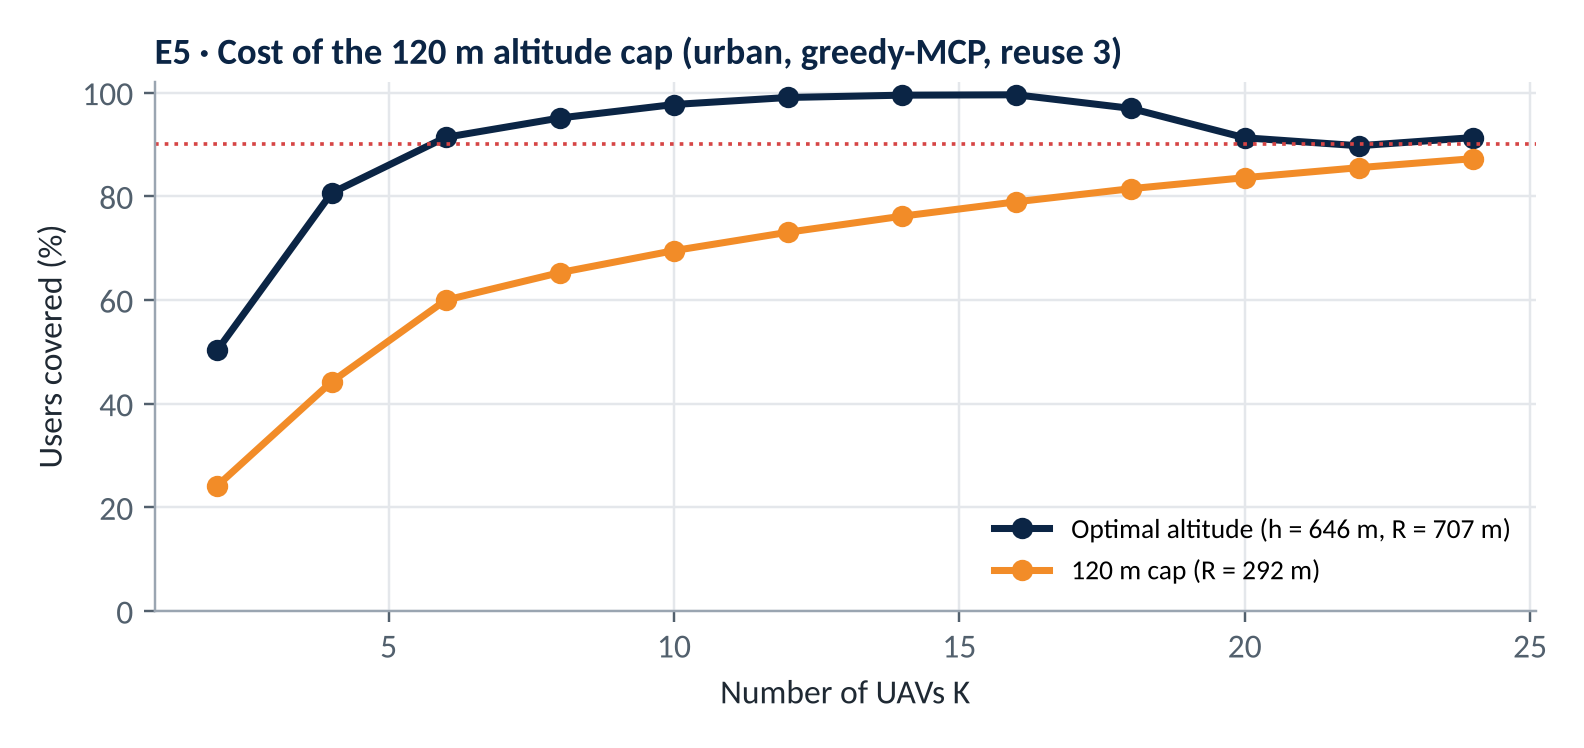 E5 · Cost of the 120 m altitude cap (urban, greedy-MCP, reuse 3)
100
80
60
40
20
0
Users covered (%)
Optimal altitude (h = 646 m, R = 707 m)
120 m cap (R = 292 m)
5
10
15
20
25
Number of UAVs K